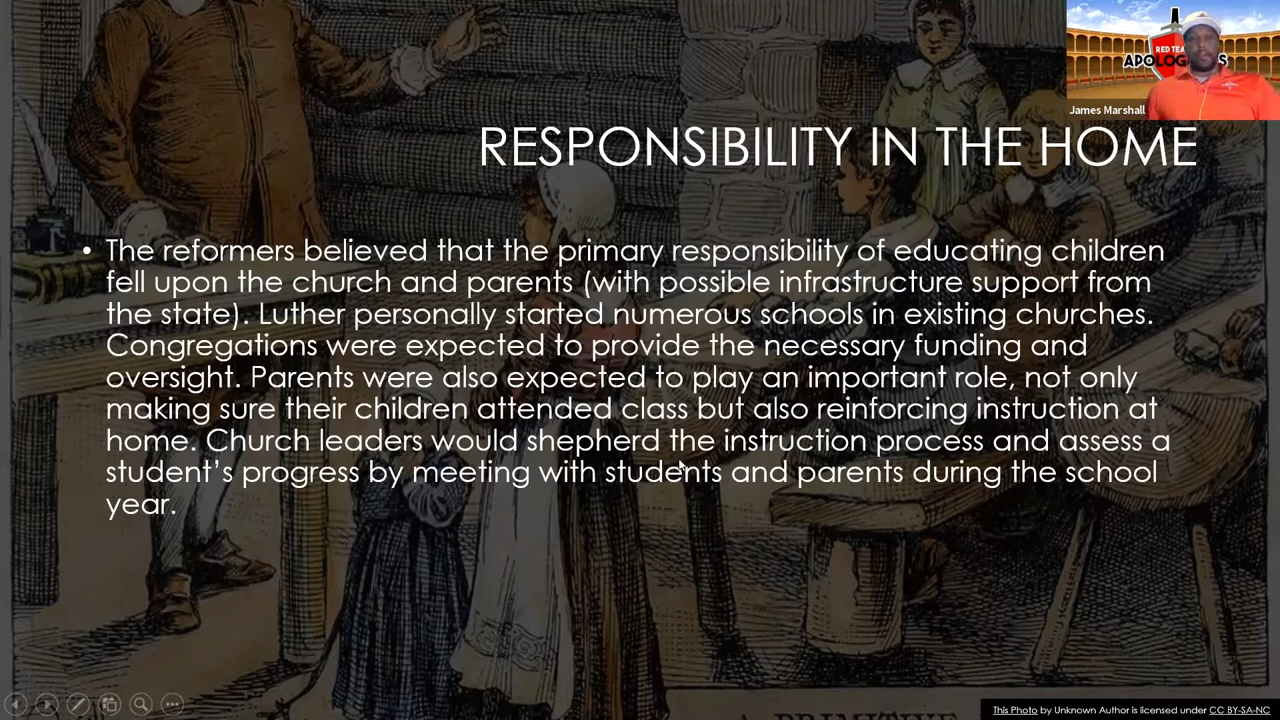 RED TEA
APOLOG
S
James Marshall
RESPONSIBILITY IN THE HOME
• The reformers believed that the primary responsibility of educating children
fell upon the church and parents (with possible infrastructure support from
the state). Luther personally started numerous schools in existing churches.
Congregations were expected to provide the necessary funding and
oversight. Parents were also expected to play an important role, not only
making sure their children attended class but also reinforcing instruction at
home. Church leaders would shepherd the instruction process and assess a
student’s progress by meeting with students and parents during the school
year.
A PRIMITIVE
This Photo by Unknown Author is licensed under CC BY-SA-NC